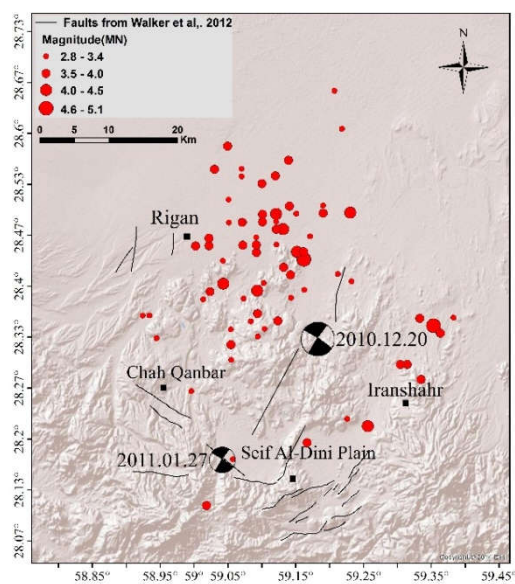 Faults from Walker et al,. 2012
Magnitude(MN)
2.8 - 3.4
3.5 - 4.0
4.0 - 4.5
4.6 - 5.1
0 10 20
Km
N
Rigan
2010.12.20
Chah Qanbar
Iranshahr
2011.01.27
Scif Al-Dini Plain
28.73°
28.67°
28.6°
28.53°
28.47°
28.4°
28.33°
28.27°
28.2°
28.13°
28.07°
58.85° 58.95° 59° 59.05° 59.15° 59.25° 59.35° 59.45°